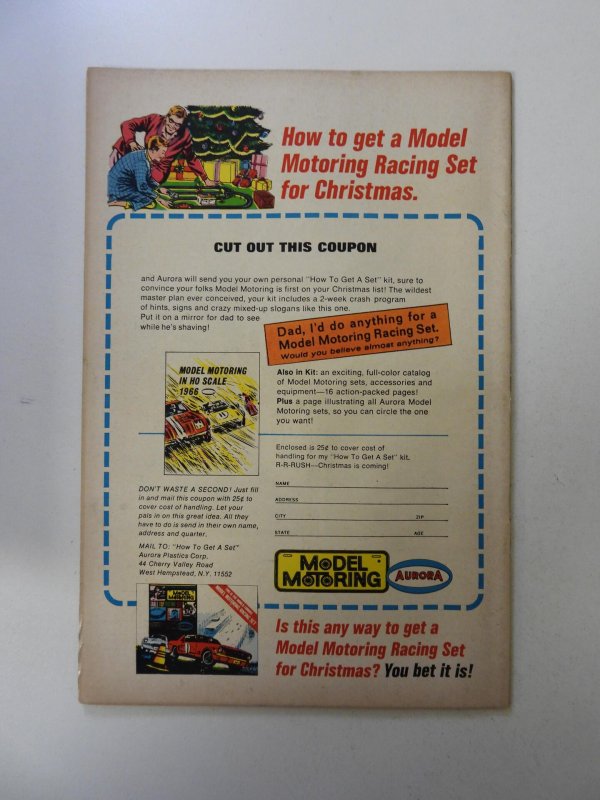 How to get a Model
Motoring Racing Set
for Christmas.
CUT OUT THIS COUPON
and Aurora will send you your own personal "How To Get A Set" kit, sure to
convince your folks Model Motoring is first on your Christmas list! The wildest
master plan ever conceived, your kit includes a 2-week crash program
of hints, signs and crazy mixed-up slogans like this one.
Put it on a mirror for dad to see
while he's shaving!
Dad, I'd do anything for a
Model Motoring Racing Set.
Would you believe almost anything?
MODEL MOTORING
IN HO SCALE
1966
Also in Kit: an exciting, full-color catalog
of Model Motoring sets, accessories and
equipment—16 action-packed pages!
Plus a page illustrating all Aurora Model
Motoring sets, so you can circle the one
you want!
Enclosed is 25¢ to cover cost of
handling for my "How To Get A Set" kit.
R-R-RUSH—Christmas is coming!
DON'T WASTE A SECOND! Just fill
in and mail this coupon with 25¢ to
cover cost of handling. Let your
pals in on this great idea. All they
have to do is send in their own name,
address and quarter.
MAIL TO: "How To Get A Set"
Aurora Plastics Corp.
44 Cherry Valley Road
West Hempstead, N.Y. 11552
NAME
ADDRESS
CITY ZIP
STATE AGE
MODEL
MOTORING
AURORA
MODEL
MOTORING
Is this any way to get a
Model Motoring Racing Set
for Christmas? You bet it is!